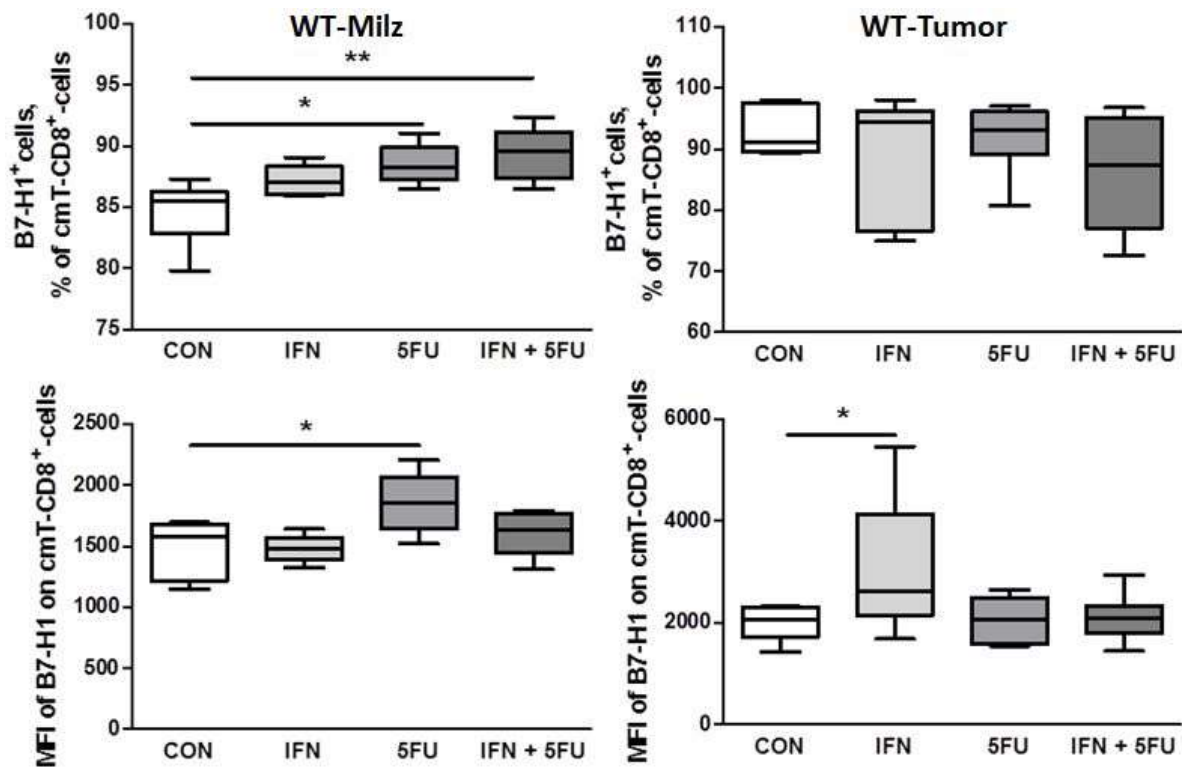 WT-Milz
B7-H1+ cells,
% of cmT-CD8+-cells
100
95
90
85
80
75
**
*
CON IFN 5FU IFN + 5FU
WT-Tumor
B7-H1+ cells,
% of cmT-CD8+-cells
110
100
90
80
70
60
CON IFN 5FU IFN + 5FU
MFI of B7-H1 on cmT-CD8+-cells
2500
2000
1500
1000
500
0
*
CON IFN 5FU IFN + 5FU
MFI of B7-H1 on cmT-CD8+-cells
6000
4000
2000
0
*
CON IFN 5FU IFN + 5FU